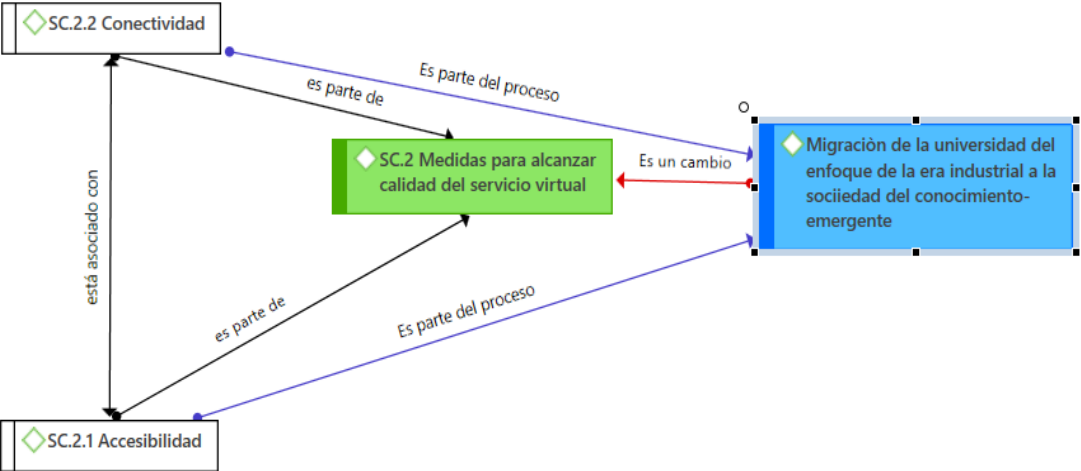 SC.2.2 Conectividad
Es parte del proceso
es parte de
SC.2 Medidas para alcanzar
calidad del servicio virtual
Es un cambio
Migraciòn de la universidad del
enfoque de la era industrial a la
sociiedad del conocimiento-
emergente
está asociado con
es parte de
Es parte del proceso
SC.2.1 Accesibilidad